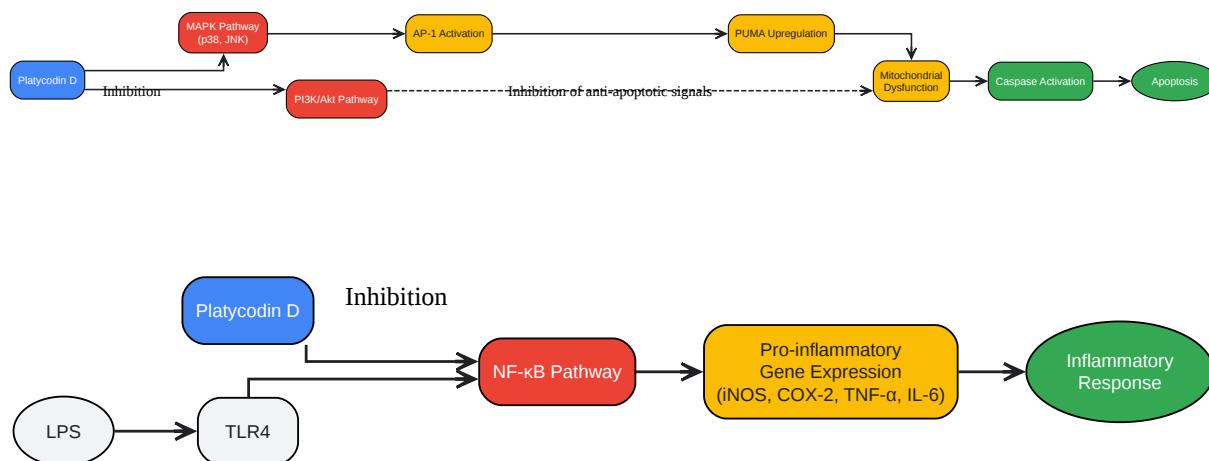 MAPK Pathway
(p38, JNK)
AP-1 Activation
PUMA Upregulation
Platycodin D
Inhibition
PI3K/Akt Pathway
Inhibition of anti-apoptotic signals
Mitochondrial
Dysfunction
Caspase Activation
Apoptosis
Platycodin D
Inhibition
NF-κB Pathway
Pro-inflammatory
Gene Expression
(iNOS, COX-2, TNF-α, IL-6)
Inflammatory
Response
LPS
TLR4